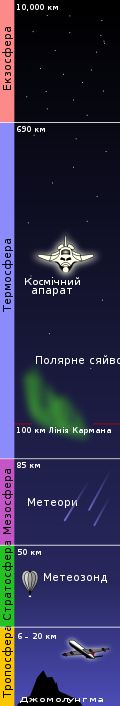 10,000 км
Екзосфера
690 км
Термосфера
Космічний
апарат
Полярне сяйво
100 км Лінія Кармана
85 км
Мезосфера
Метеори
50 км
Стратосфера
Метеозонд
6 – 20 км
Тропосфера
Джомолунгма